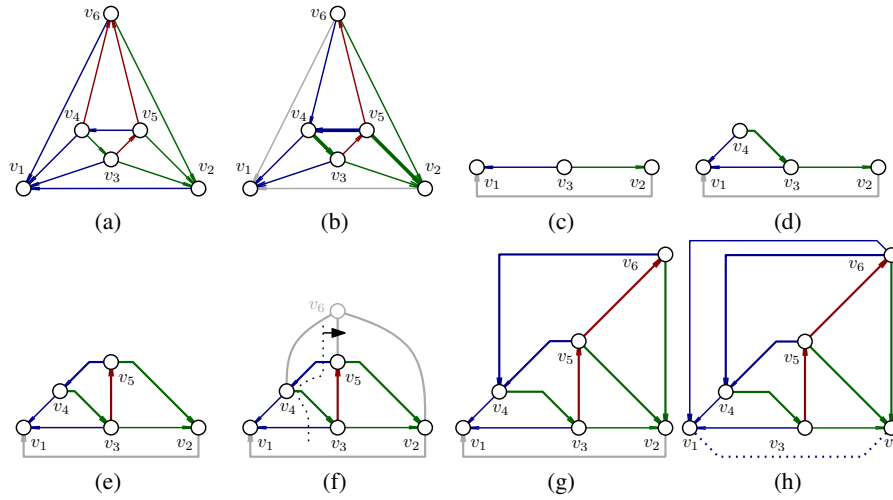 v6 v6
v4 v5 v4 v5 v4
v1 v2 v1 v2
v3 v3 v1 v3 v2 v1 v3 v2
(a) (b) (c) (d)
v6 v6 v6
v5 v5 v5 v5
v4 v4 v4 v4
v1 v3 v2 v1 v3 v2 v1 v3 v2 v1 v3 v
(e) (f) (g) (h)